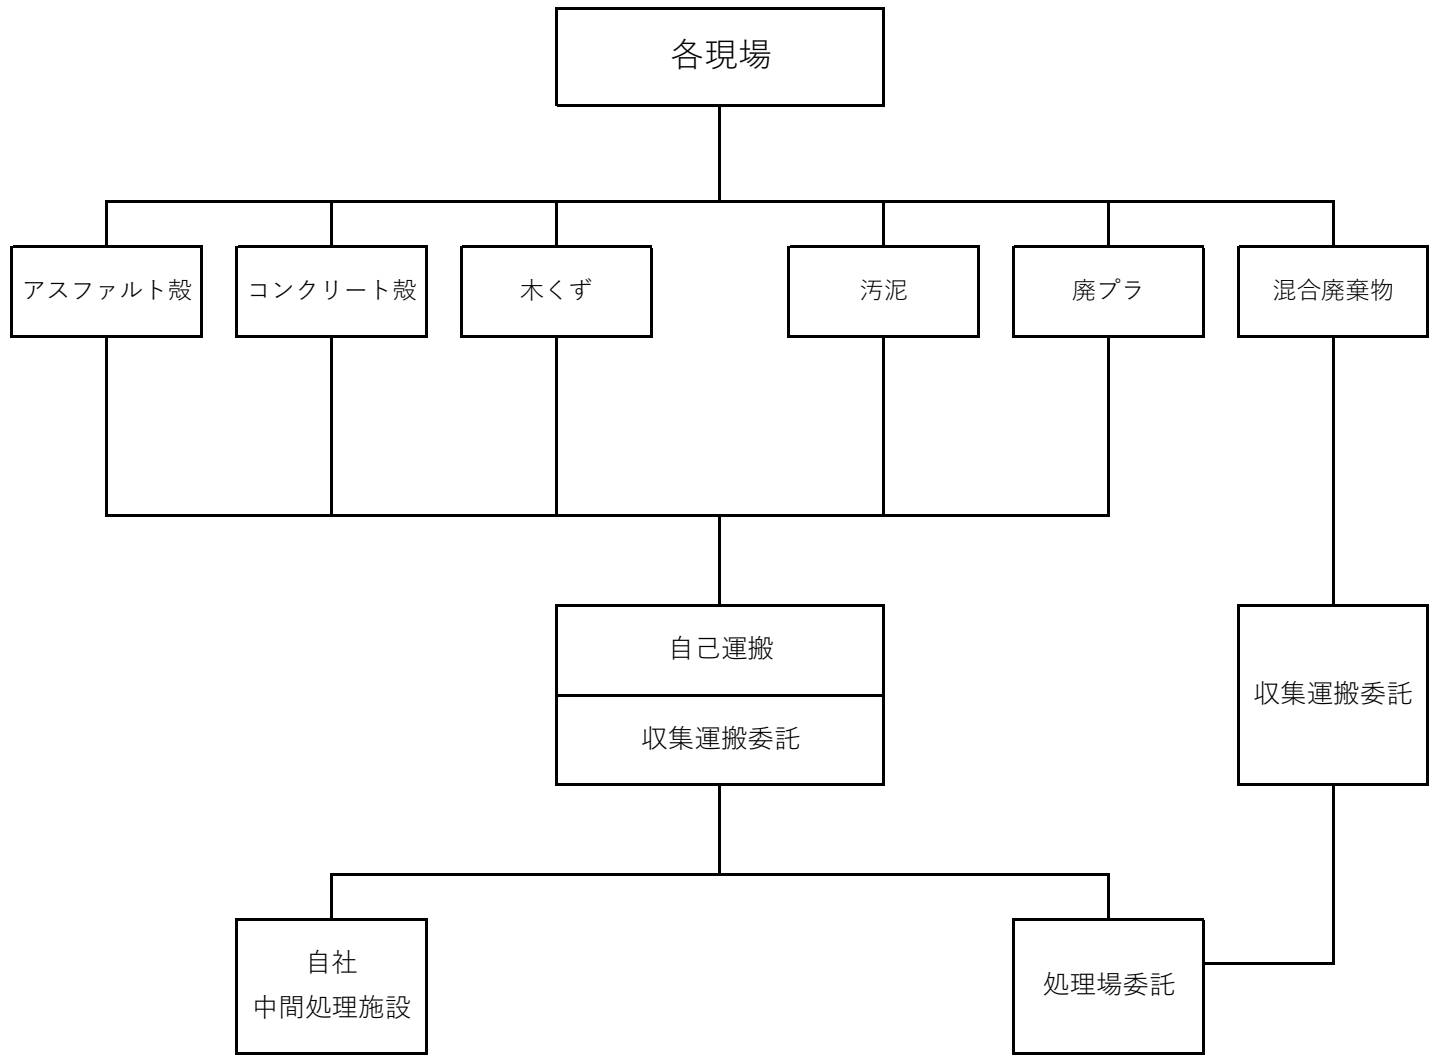 各現場
アスファルト殻
コンクリート殻
木くず
汚泥
廃プラ
混合廃棄物
自己運搬
収集運搬委託
収集運搬委託
自社
中間処理施設
処理場委託